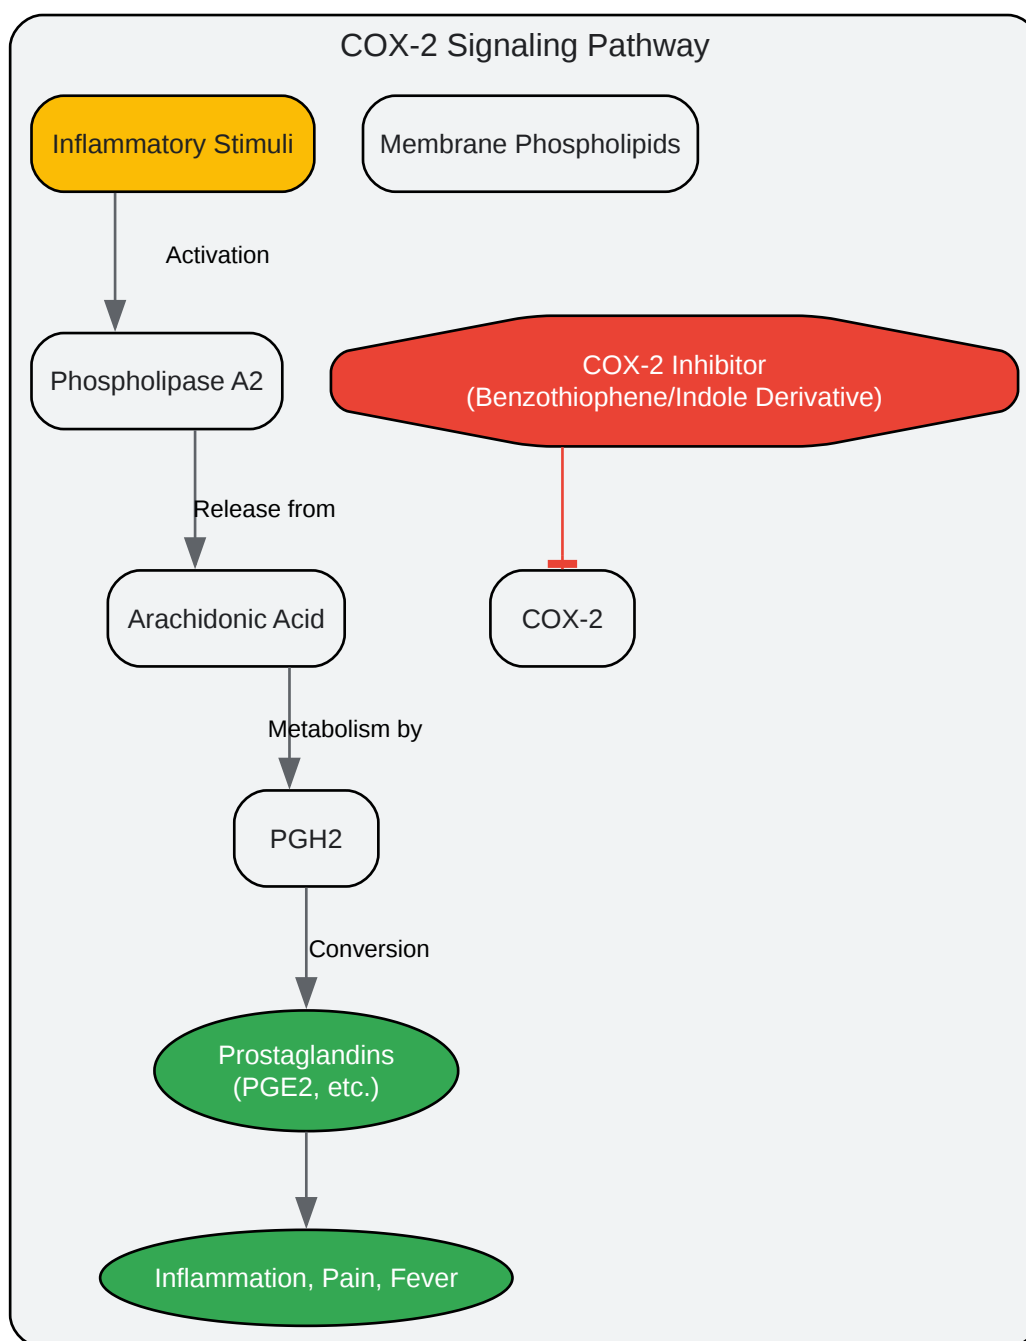 COX-2 Signaling Pathway
Inflammatory Stimuli
Membrane Phospholipids
Activation
Phospholipase A2
COX-2 Inhibitor
(Benzothiophene/Indole Derivative)
Release from
Arachidonic Acid
COX-2
Metabolism by
PGH2
Conversion
Prostaglandins
(PGE2, etc.)
Inflammation, Pain, Fever